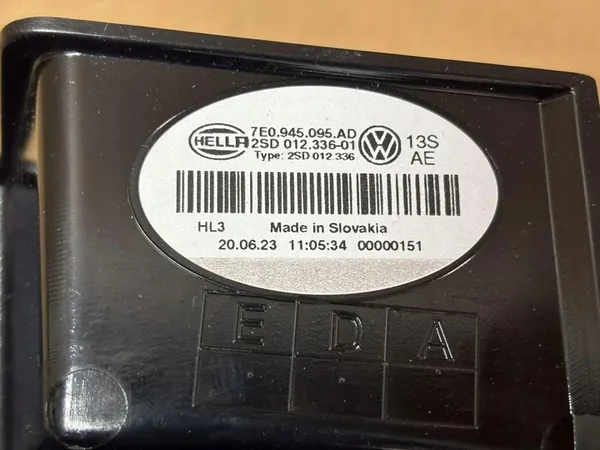 HELLA
7E0.945.095.AD
2SD 012.336-01
Type: 2SD 012.336
VW
13S
AE
HL3 Made in Slovakia
20.06.23 11:05:34 00000151
E D A